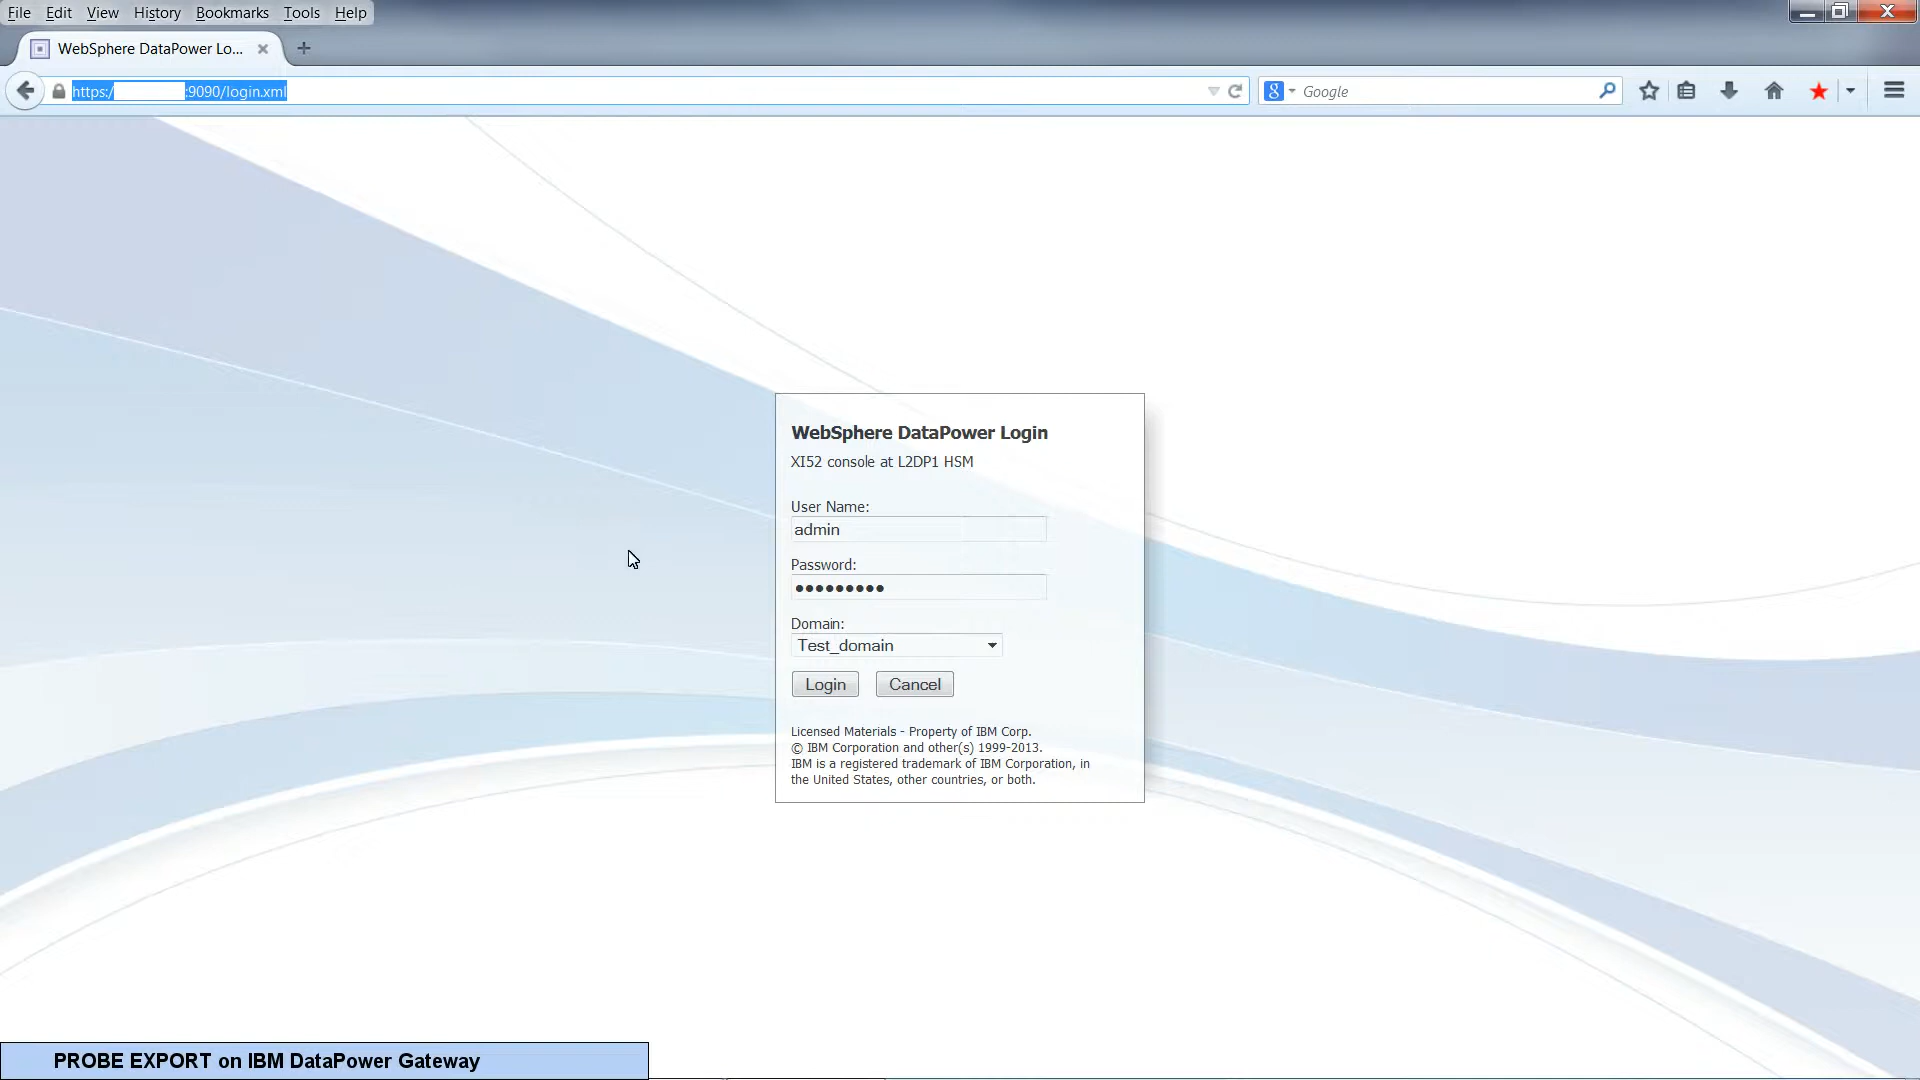 File Edit View History Bookmarks Tools Help
WebSphere DataPower Lo...
https:/ :9090/login.xml
Google
WebSphere DataPower Login
XI52 console at L2DP1 HSM
User Name:
admin
Password:
Domain:
Test_domain
Login Cancel
Licensed Materials - Property of IBM Corp.
© IBM Corporation and other(s) 1999-2013.
IBM is a registered trademark of IBM Corporation, in
the United States, other countries, or both.
PROBE EXPORT on IBM DataPower Gateway